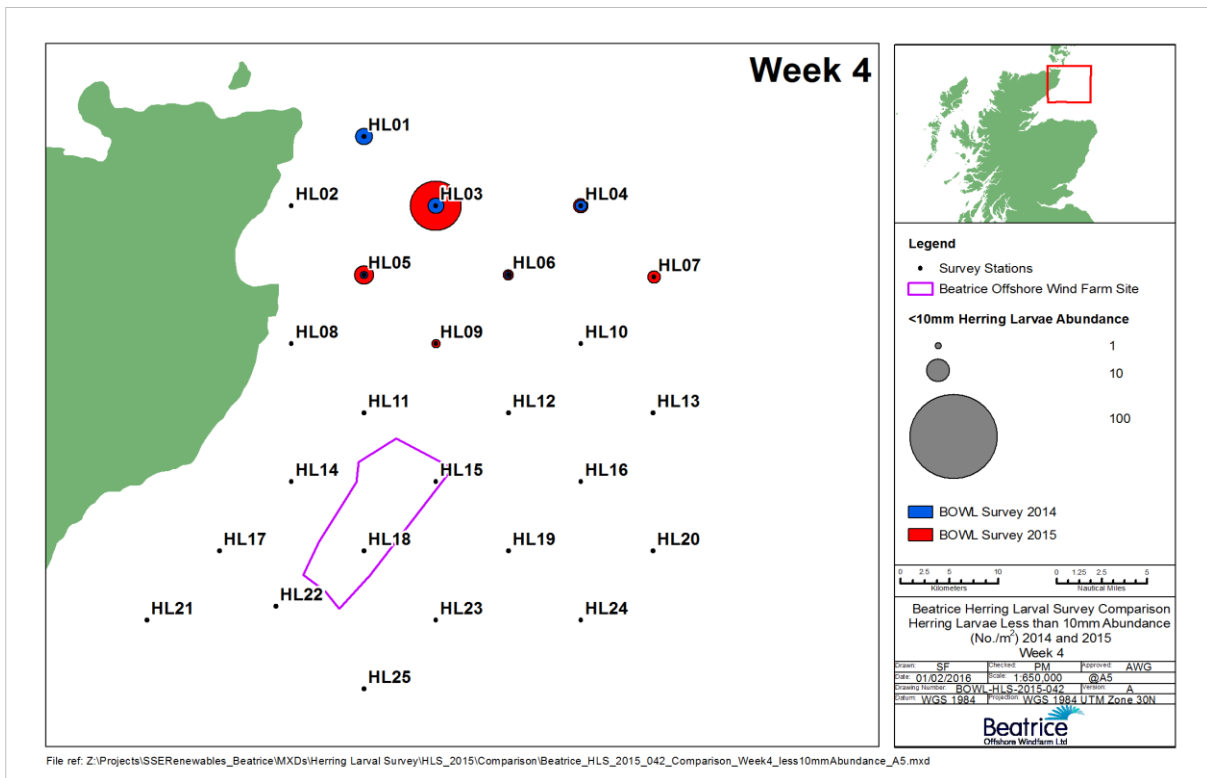 Week 4
HL01
HL02
HL03
HL04
HL05
HL06
HL07
HL08
HL09
HL10
HL11
HL12
HL13
HL14
HL15
HL16
HL17
HL18
HL19
HL20
HL21
HL22
HL23
HL24
HL25
Legend
Survey Stations
Beatrice Offshore Wind Farm Site
<10mm Herring Larvae Abundance
1
10
100
BOWL Survey 2014
BOWL Survey 2015
0 2.5 5 10
Kilometers
0 1.25 2.5 5
Nautical Miles
Beatrice Herring Larval Survey Comparison
Herring Larvae Less than 10mm Abundance
(No./m²) 2014 and 2015
Week 4
Drawn: SF Checked: PM Approved: AWG
Date: 01/02/2016 Scale: 1:650,000 @A5
Drawing Number: BOWL-HLS-2015-042 Version: A
Datum: WGS 1984 Projection: WGS 1984 UTM Zone 30N
Beatrice
Offshore Windfarm Ltd
File ref: Z:\Projects\SSERenewables_Beatrice\MXDs\Herring Larval Survey\HLS_2015\Comparison\Beatrice_HLS_2015_042_Comparison_Week4_less10mmAbundance_A5.mxd